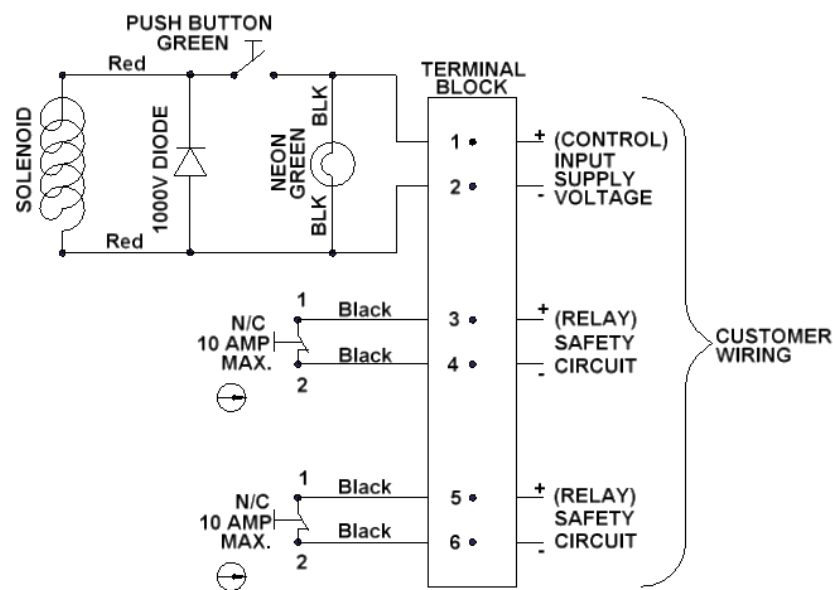 PUSH BUTTON
GREEN
Red
SOLENOID
1000V DIODE
NEON
GREEN
BLK
BLK
Red
TERMINAL
BLOCK
1
2
+ (CONTROL)
INPUT
SUPPLY
- VOLTAGE
1
N/C
10 AMP
MAX.
2
Black
Black
3
4
+ (RELAY)
SAFETY
- CIRCUIT
CUSTOMER
WIRING
1
N/C
10 AMP
MAX.
2
Black
Black
5
6
+ (RELAY)
SAFETY
- CIRCUIT